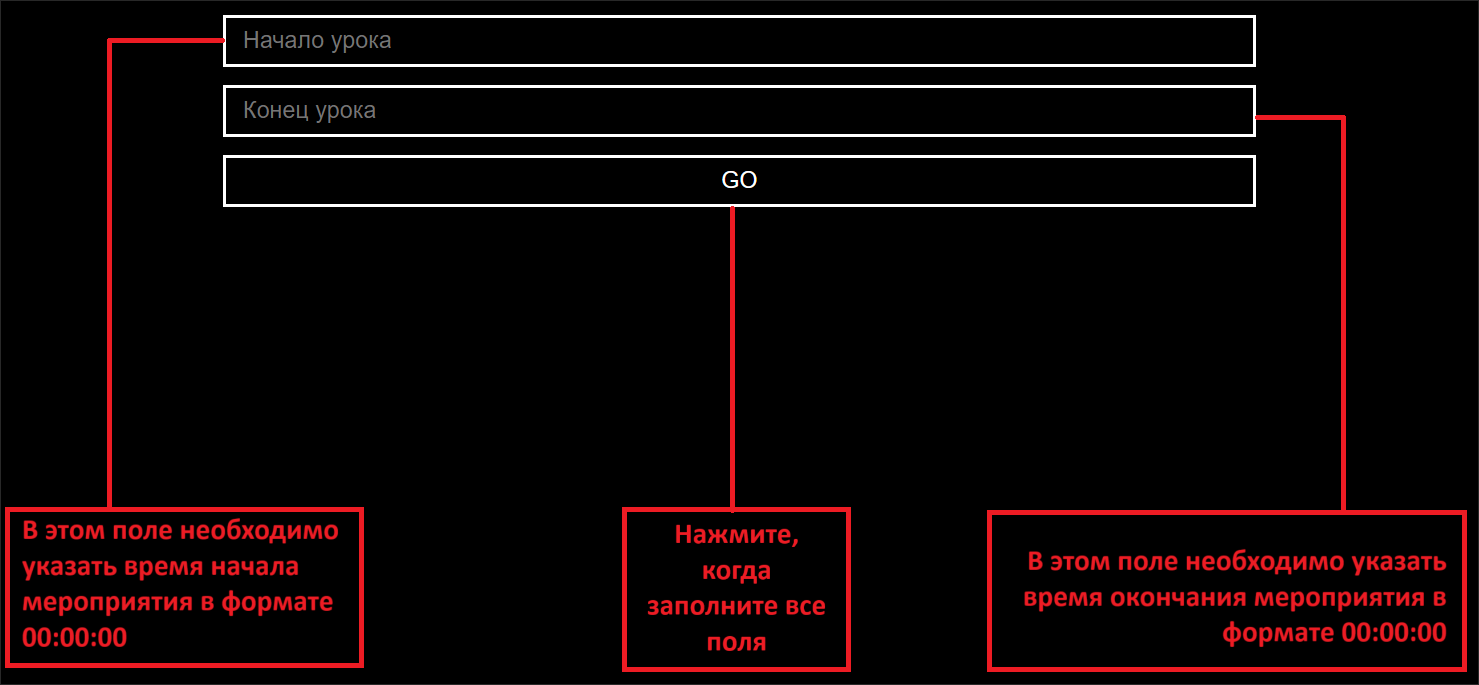 Начало урока
Конец урока
GO
В этом поле необходимо
указать время начала
мероприятия в формате
00:00:00
Нажмите,
когда
заполните все
поля
В этом поле необходимо указать
время окончания мероприятия в
формате 00:00:00